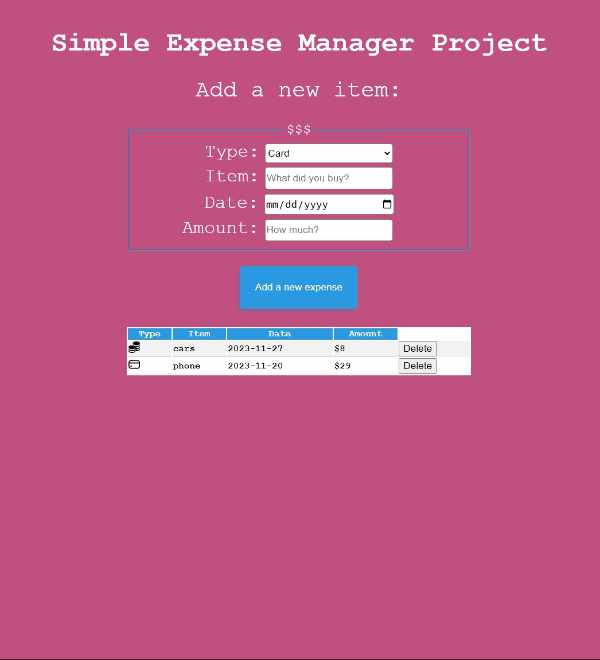 Simple Expense Manager Project
Add a new item:
$$$
Type: Card
Item: What did you buy?
Date: mm/dd/yyyy
Amount: How much?
Add a new expense
Type Item Date Amount
cars 2023-11-27 $8 Delete
phone 2023-11-20 $29 Delete